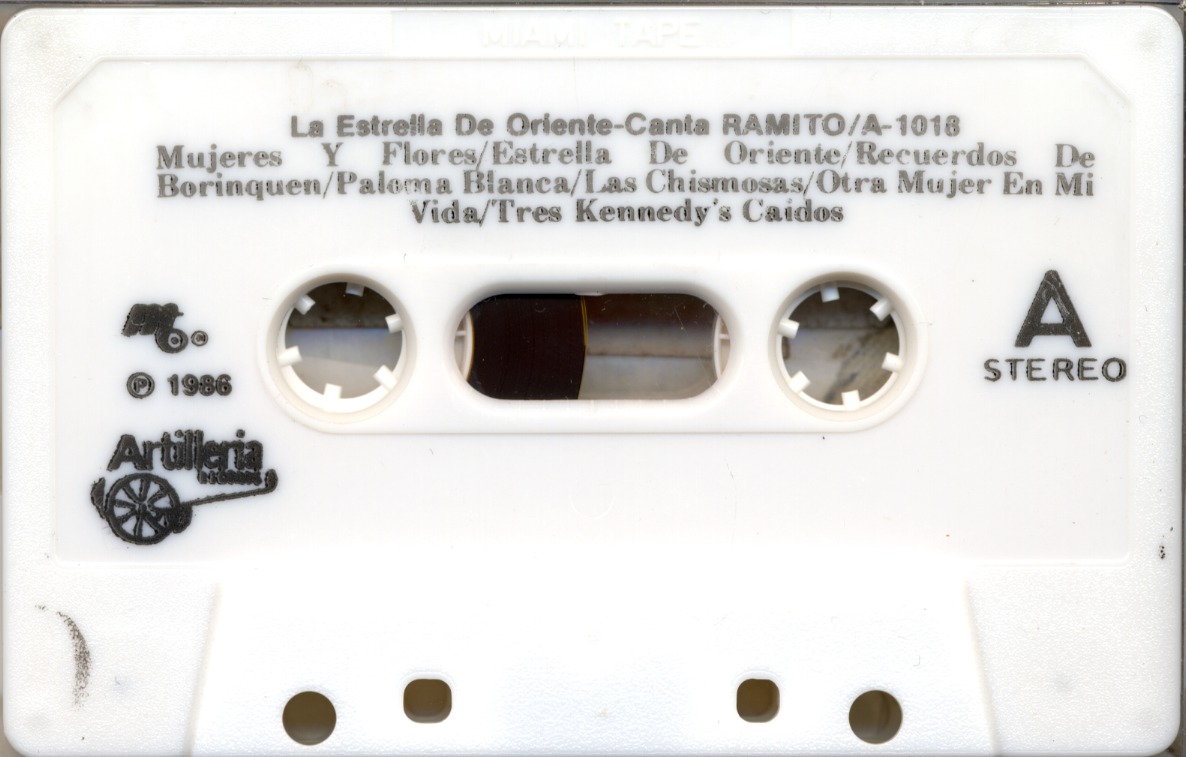 MIAMI TAPE
La Estrella De Oriente-Canta RAMITO/A-1018
Mujeres Y Flores/Estrella De Oriente/Recuerdos De
Borinquen/Paloma Blanca/Las Chismosas/Otra Mujer En Mi
Vida/Tres Kennedy's Caidos
A
STEREO
℗ 1986
Artilleria
RECORDS